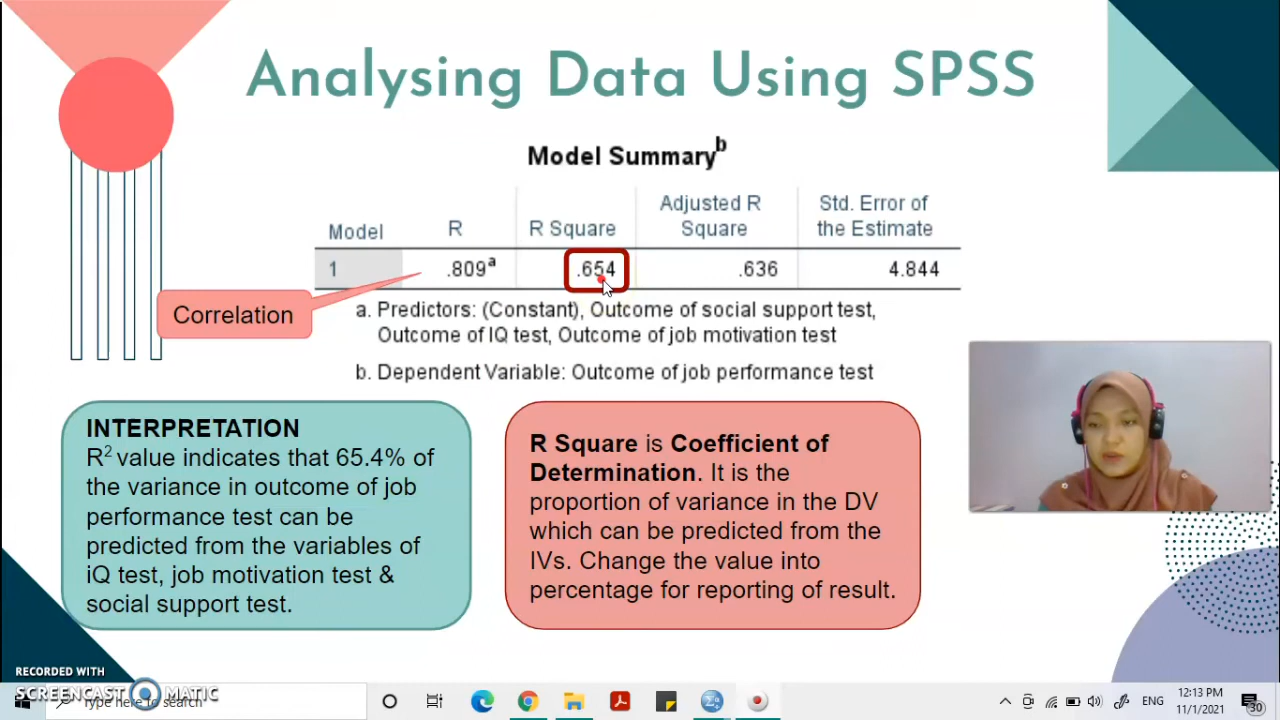 Analysing Data Using SPSS
Model Summaryᵇ
Model R R Square Adjusted R Square Std. Error of the Estimate
1 .809ᵃ .654 .636 4.844
Correlation
a. Predictors: (Constant), Outcome of social support test,
Outcome of IQ test, Outcome of job motivation test
b. Dependent Variable: Outcome of job performance test
INTERPRETATION
R² value indicates that 65.4% of
the variance in outcome of job
performance test can be
predicted from the variables of
iQ test, job motivation test &
social support test.
R Square is Coefficient of
Determination. It is the
proportion of variance in the DV
which can be predicted from the
IVs. Change the value into
percentage for reporting of result.
RECORDED WITH
SCREENCAST MATIC
Type here to search
ENG
12:13 PM
11/1/2021
30